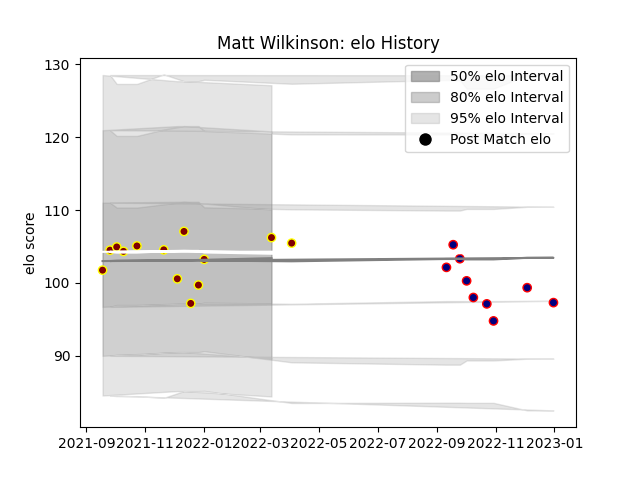 Matt Wilkinson: elo History
130
120
110
100
90
elo score
50% elo Interval
80% elo Interval
95% elo Interval
Post Match elo
2021-09 2021-11 2022-01 2022-03 2022-05 2022-07 2022-09 2022-11 2023-01